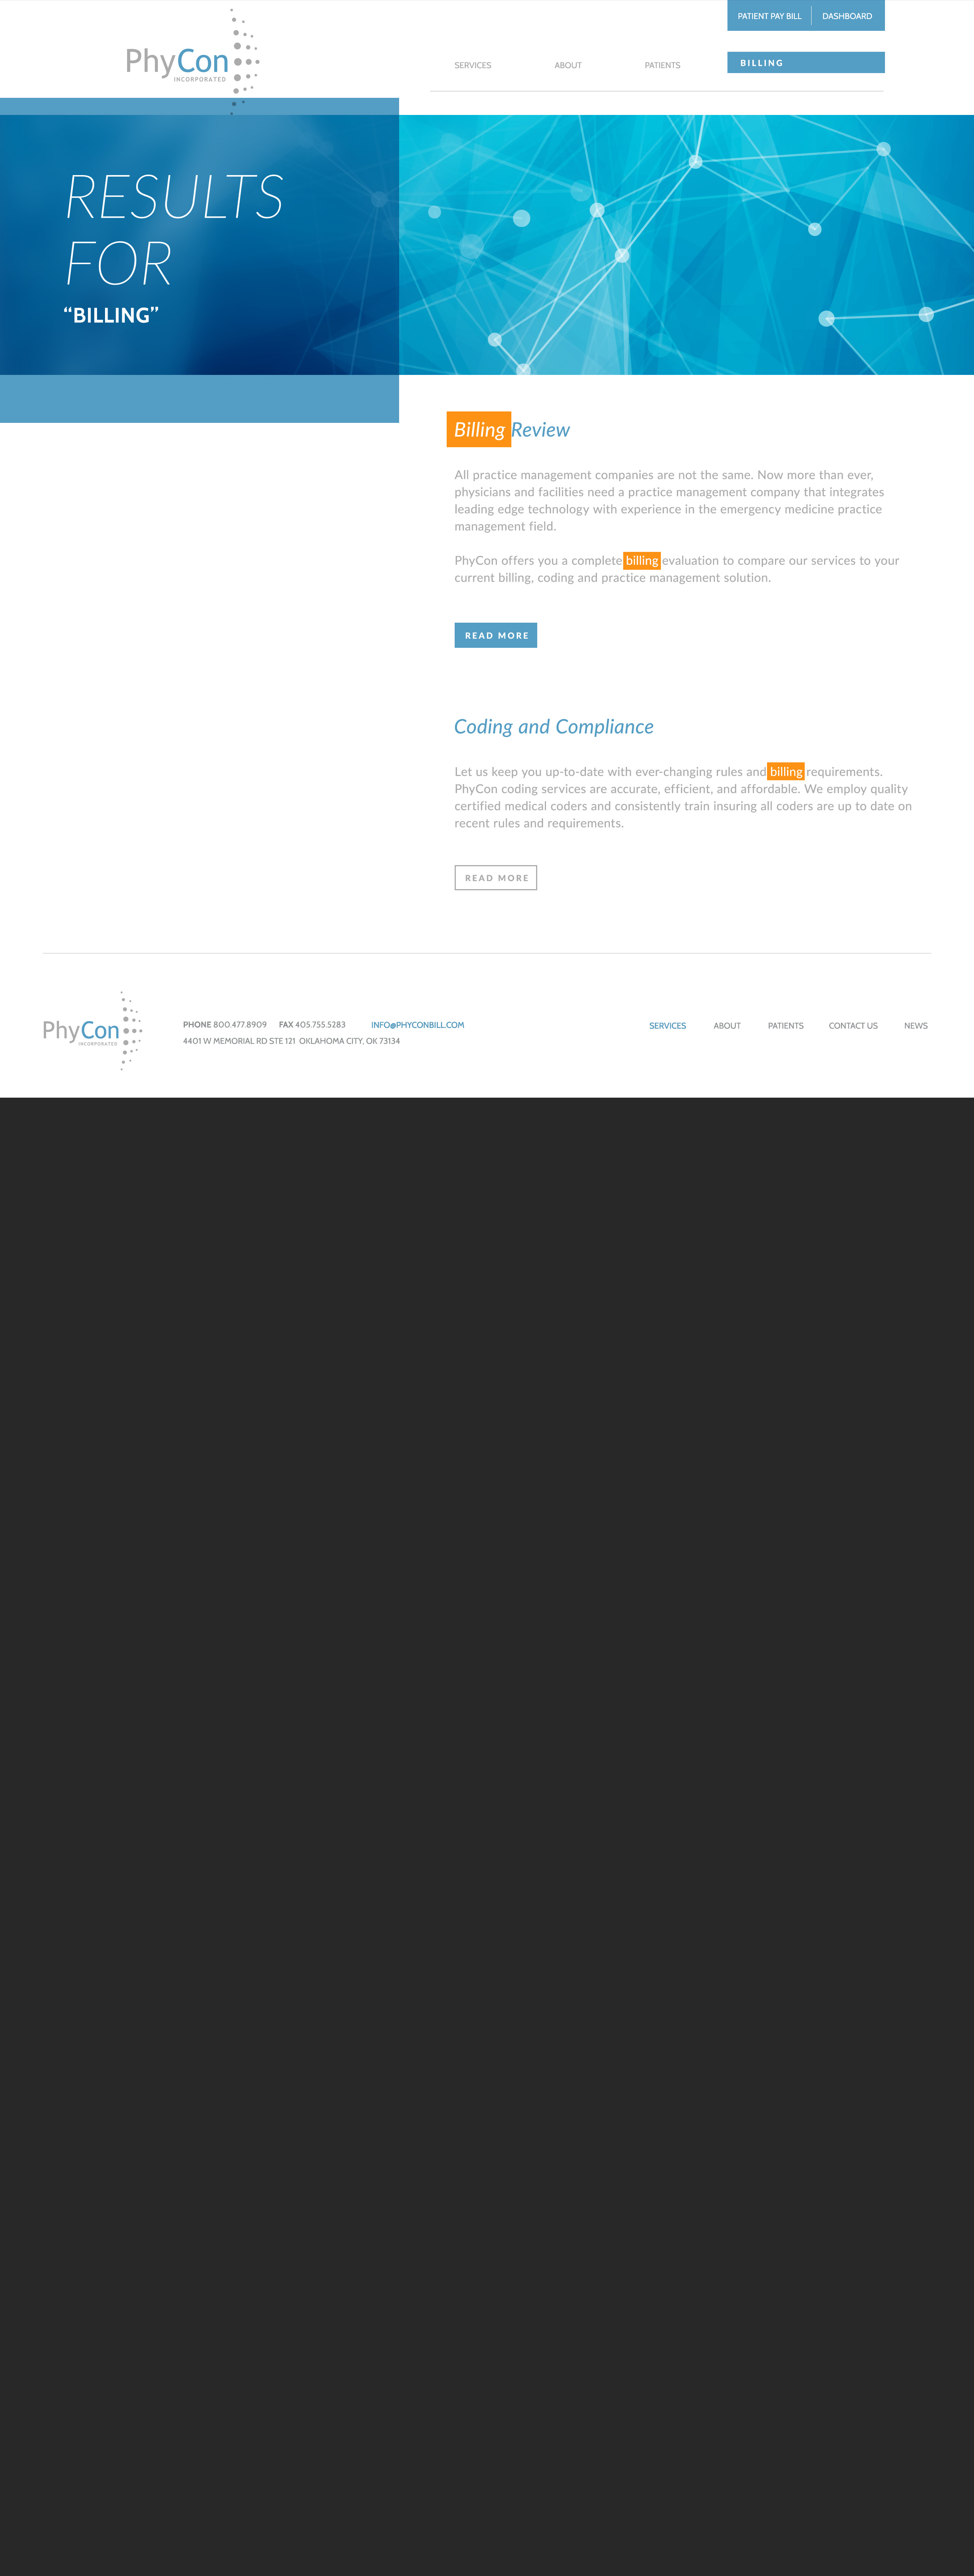 PATIENT PAY BILL DASHBOARD
PhyCon
INCORPORATED
SERVICES ABOUT PATIENTS BILLING
RESULTS
FOR
“BILLING”
Billing Review
All practice management companies are not the same. Now more than ever,
physicians and facilities need a practice management company that integrates
leading edge technology with experience in the emergency medicine practice
management field.
PhyCon offers you a complete billing evaluation to compare our services to your
current billing, coding and practice management solution.
READ MORE
Coding and Compliance
Let us keep you up-to-date with ever-changing rules and billing requirements.
PhyCon coding services are accurate, efficient, and affordable. We employ quality
certified medical coders and consistently train insuring all coders are up to date on
recent rules and requirements.
READ MORE
PhyCon
INCORPORATED
PHONE 800.477.8909 FAX 405.755.5283 INFO@PHYCONBILL.COM
4401 W MEMORIAL RD STE 121 OKLAHOMA CITY, OK 73134
SERVICES ABOUT PATIENTS CONTACT US NEWS